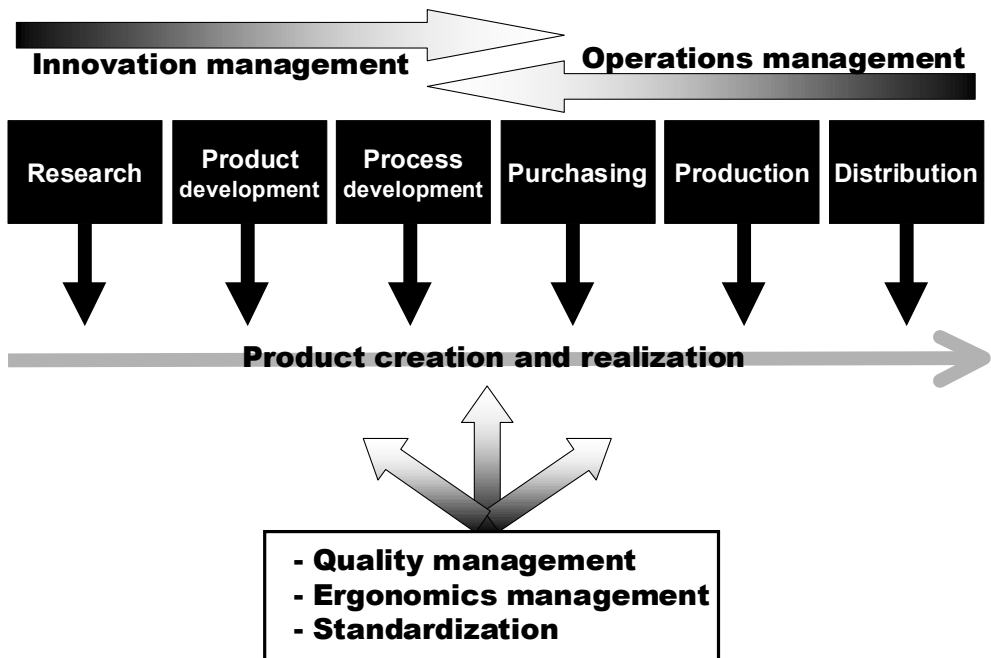 Innovation management
Operations management
Research
Product
development
Process
development
Purchasing
Production
Distribution
Product creation and realization
- Quality management
- Ergonomics management
- Standardization